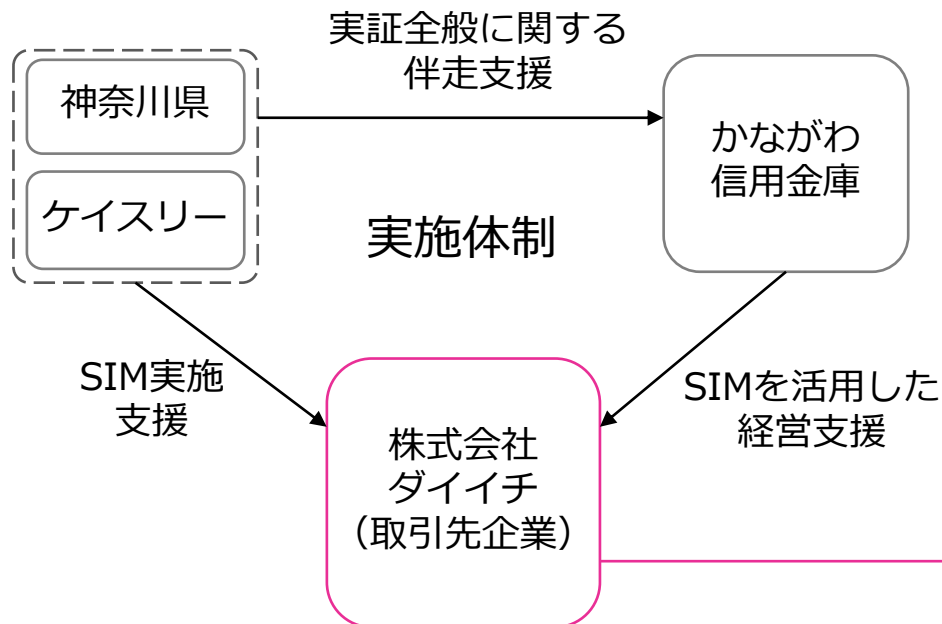 実証全般に関する
伴走支援
神奈川県
ケイスリー
かながわ
信用金庫
実施体制
SIM実施
支援
SIMを活用した
経営支援
株式会社
ダイイチ
（取引先企業）